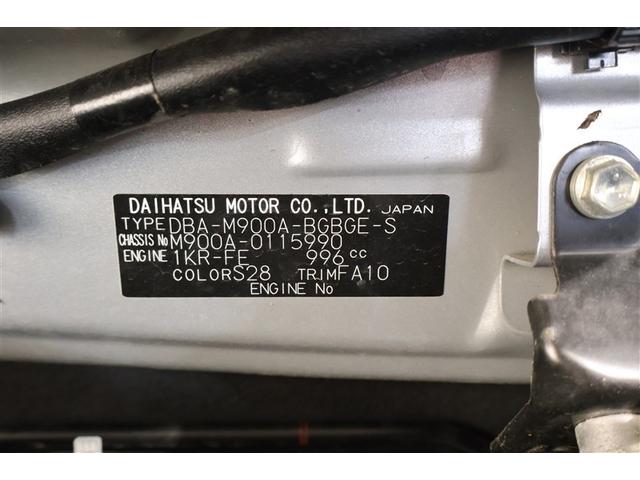 DAIHATSU MOTOR CO.,LTD. JAPAN
TYPE DBA-M900A-BGBGE-S
CHASSIS No M900A-0115990
ENGINE 1KR-FE 996cc
COLOR S28 TRIM FA10
ENGINE No